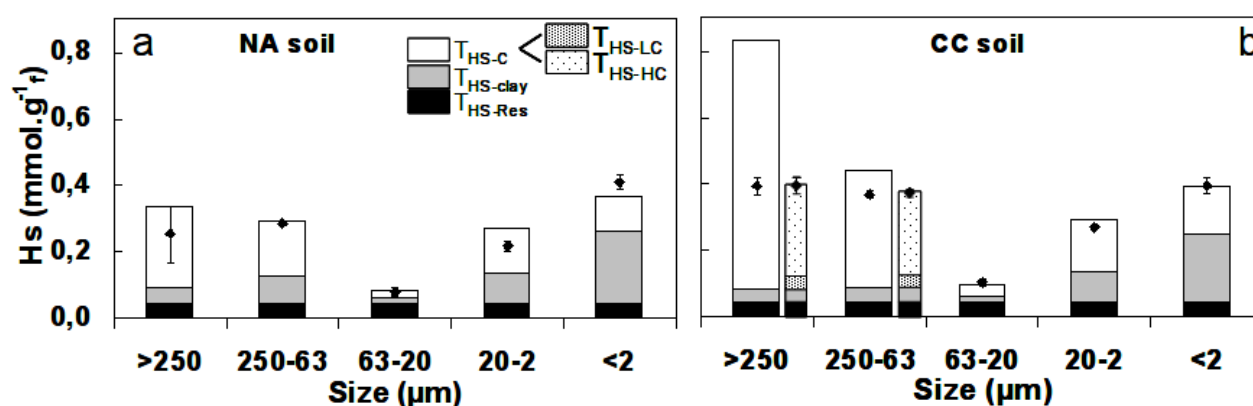 a NA soil
T_HS-C
T_HS-clay
T_HS-Res
T_HS-LC
T_HS-HC
Hs (mmol.g⁻¹f)
0,8
0,6
0,4
0,2
0,0
>250 250-63 63-20 20-2 <2
Size (µm)
CC soil b
>250 250-63 63-20 20-2 <2
Size (µm)